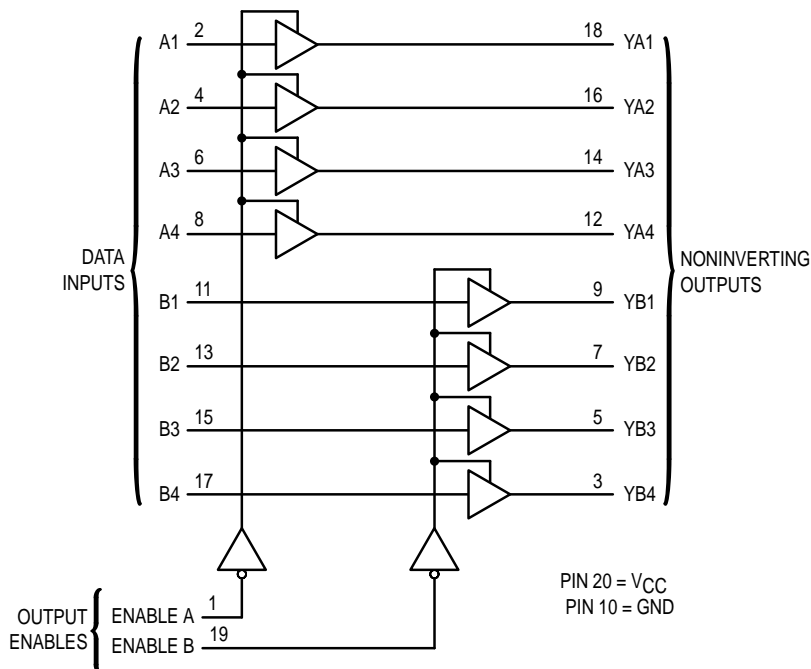 A1 2 18 YA1
A2 4 16 YA2
A3 6 14 YA3
A4 8 12 YA4
DATA
INPUTS
NONINVERTING
OUTPUTS
B1 11 9 YB1
B2 13 7 YB2
B3 15 5 YB3
B4 17 3 YB4
PIN 20 = VCC
PIN 10 = GND
OUTPUT
ENABLES
ENABLE A 1
ENABLE B 19